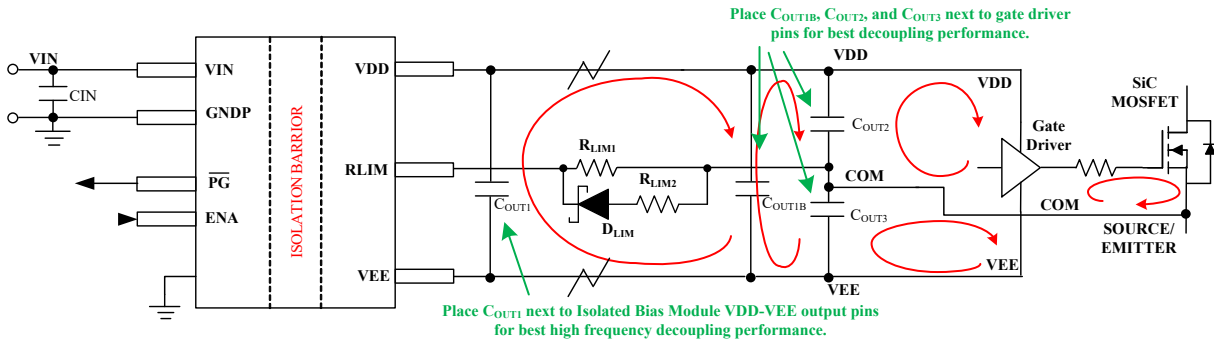 Place COUT1B, COUT2, and COUT3 next to gate driver
pins for best decoupling performance.
VIN
CIN
VIN
GNDP
PG
ENA
ISOLATION BARRIER
VDD
RLIM
VEE
COUT1
RLIM1
RLIM2
DLIM
COUT1B
VDD
COUT2
COM
COUT3
VEE
VDD
Gate
Driver
COM
VEE
SiC
MOSFET
SOURCE/
EMITTER
Place COUT1 next to Isolated Bias Module VDD-VEE output pins
for best high frequency decoupling performance.